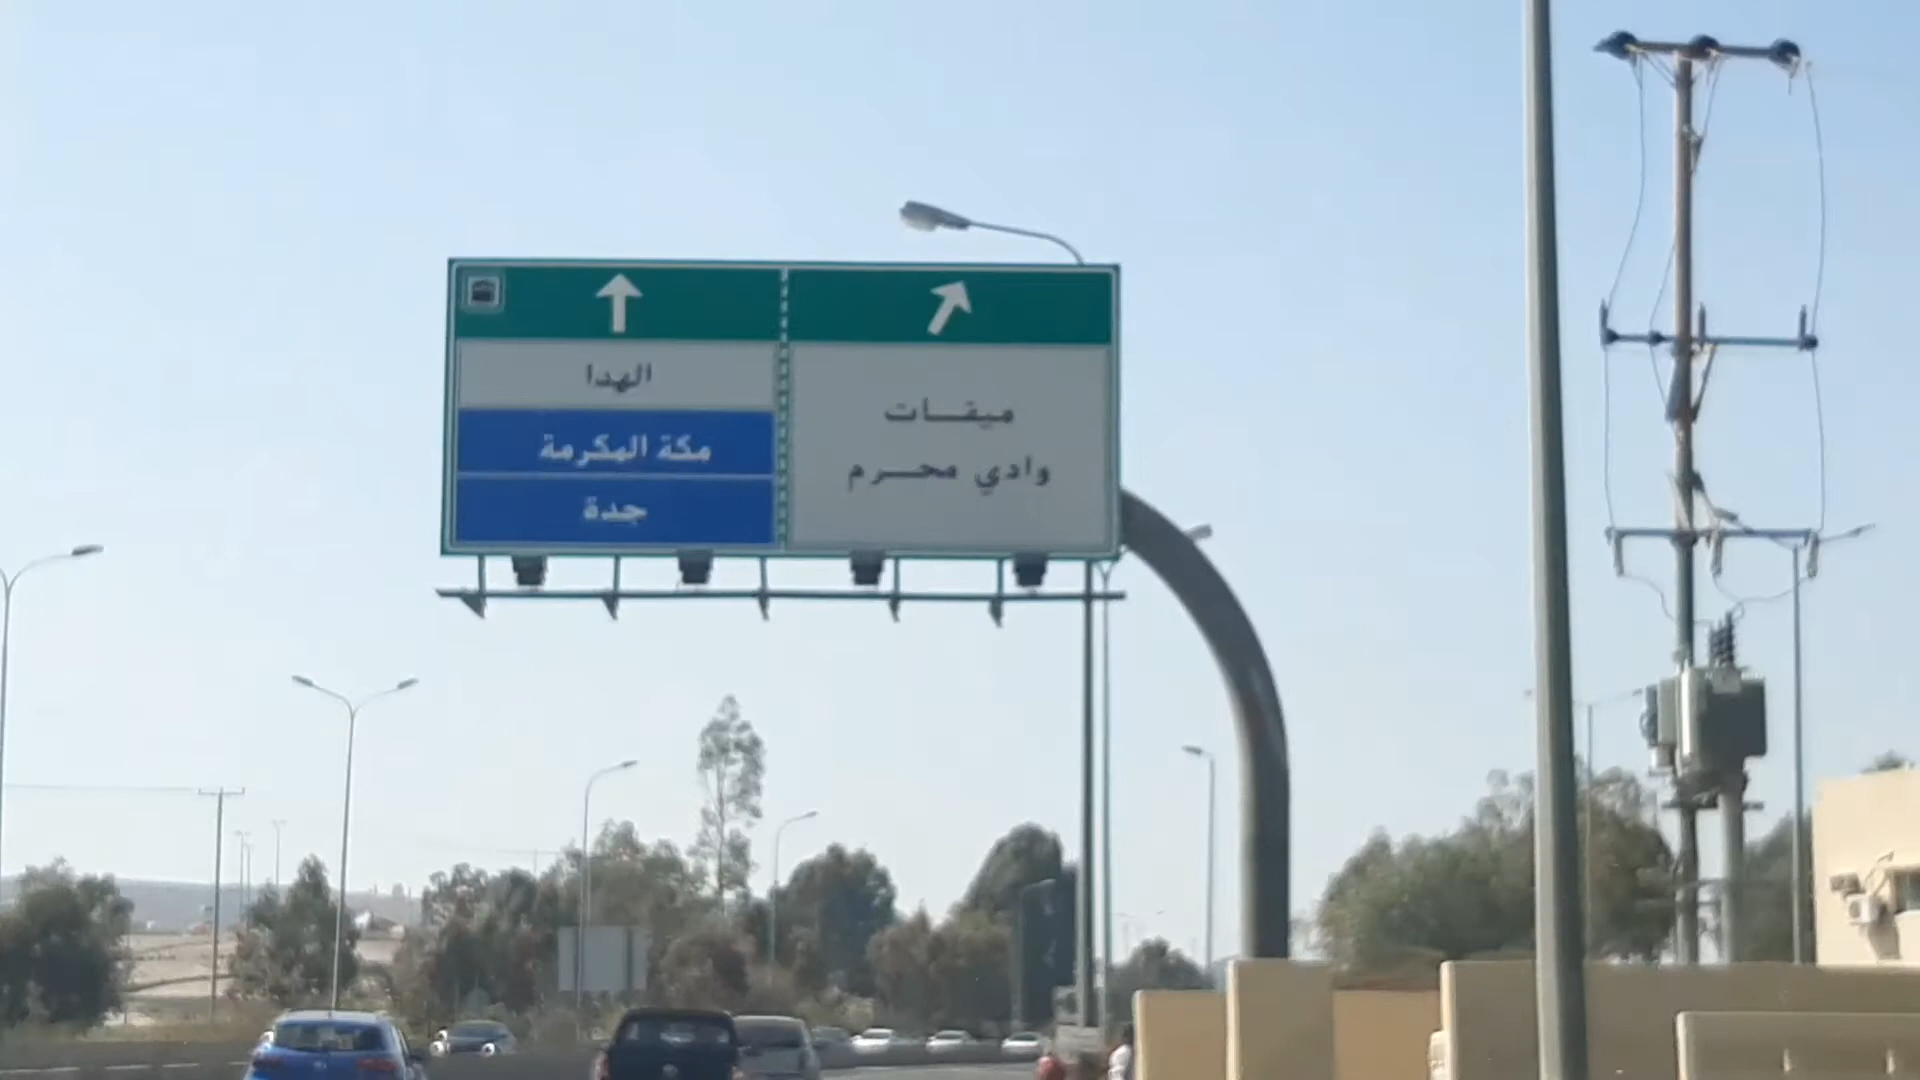 ميقات
وادي محرم
الهدا
مكة المكرمة
جدة